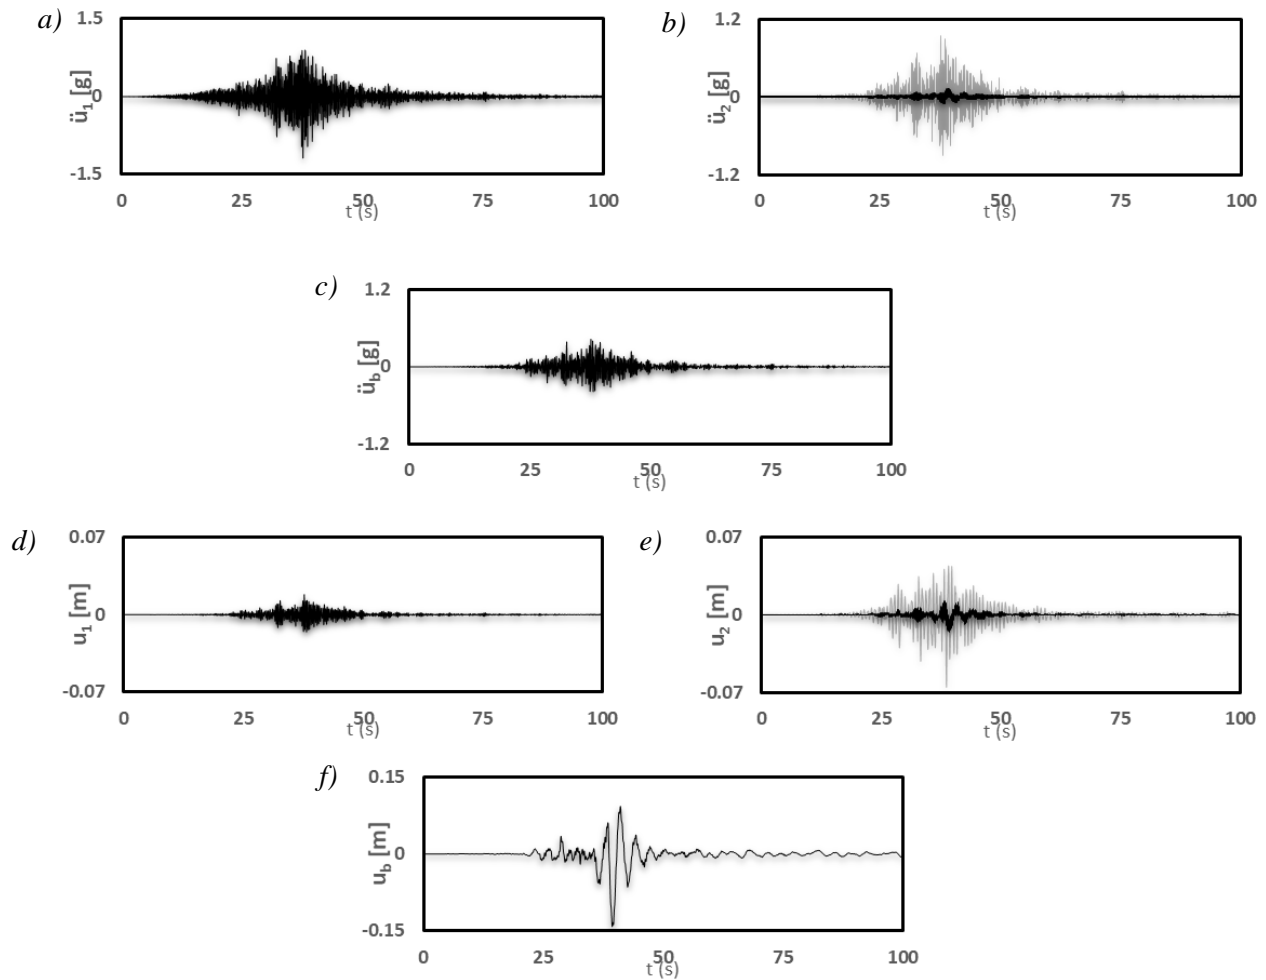 a)
1.5
0
-1.5
ü1 [g]
0 25 50 75 100
t (s)
b)
1.2
0
-1.2
ü2 [g]
0 25 50 75 100
t (s)
c)
1.2
0
-1.2
üb [g]
0 25 50 75 100
t (s)
d)
0.07
0
-0.07
u1 [m]
0 25 50 75 100
t (s)
e)
0.07
0
-0.07
u2 [m]
0 25 50 75 100
t (s)
f)
0.15
0
-0.15
ub [m]
0 25 50 75 100
t (s)